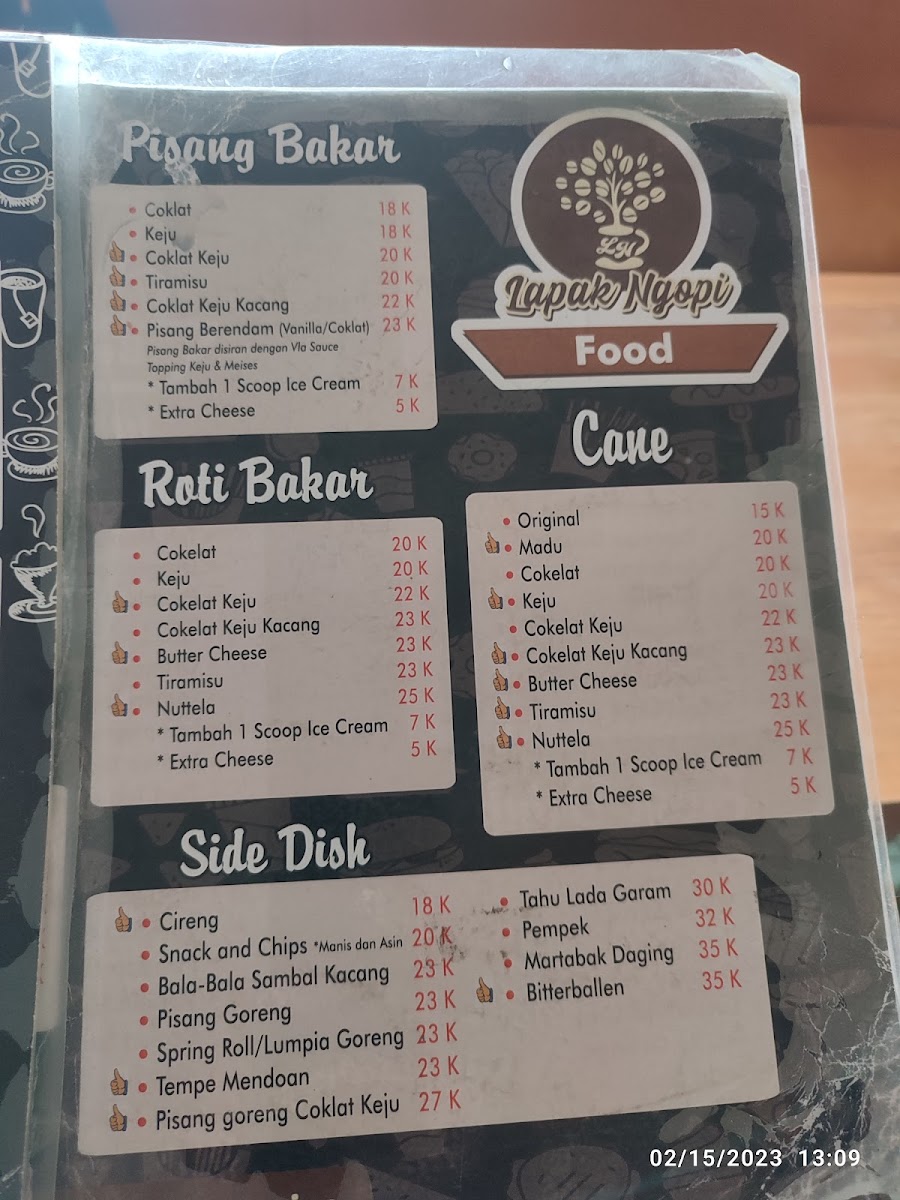 Pisang Bakar
• Coklat 18 K
• Keju 18 K
• Coklat Keju 20 K
• Tiramisu 20 K
• Coklat Keju Kacang 22 K
• Pisang Berendam (Vanilla/Coklat) 23 K
Pisang Bakar disiran dengan Vla Sauce
Topping Keju & Meises
* Tambah 1 Scoop Ice Cream 7 K
* Extra Cheese 5 K
LN
Lapak Ngopi
Food
Roti Bakar
• Cokelat 20 K
• Keju 20 K
• Cokelat Keju 22 K
• Cokelat Keju Kacang 23 K
• Butter Cheese 23 K
• Tiramisu 23 K
• Nuttela 25 K
* Tambah 1 Scoop Ice Cream 7 K
* Extra Cheese 5 K
Cane
• Original 15 K
• Madu 20 K
• Cokelat 20 K
• Keju 20 K
• Cokelat Keju 22 K
• Cokelat Keju Kacang 23 K
• Butter Cheese 23 K
• Tiramisu 23 K
• Nuttela 25 K
* Tambah 1 Scoop Ice Cream 7 K
* Extra Cheese 5 K
Side Dish
• Cireng 18 K
• Snack and Chips *Manis dan Asin 20 K
• Bala-Bala Sambal Kacang 23 K
• Pisang Goreng 23 K
• Spring Roll/Lumpia Goreng 23 K
• Tempe Mendoan 23 K
• Pisang goreng Coklat Keju 27 K
• Tahu Lada Garam 30 K
• Pempek 32 K
• Martabak Daging 35 K
• Bitterballen 35 K
02/15/2023 13:09